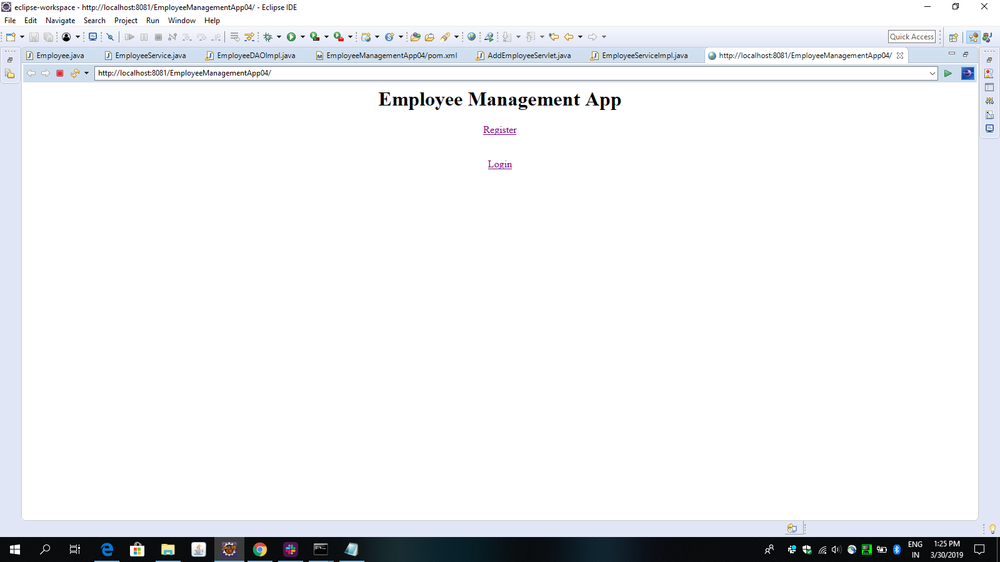 eclipse-workspace - http://localhost:8081/EmployeeManagementApp04/ - Eclipse IDE
File Edit Navigate Search Project Run Window Help
Quick Access
Employee.java EmployeeService.java EmployeeDAOImpl.java EmployeeManagementApp04/pom.xml AddEmployeeServlet.java EmployeeServiceImpl.java http://localhost:8081/EmployeeManagementApp04/
http://localhost:8081/EmployeeManagementApp04/
Employee Management App
Register
Login
ENG 1:25 PM
IN 3/30/2019